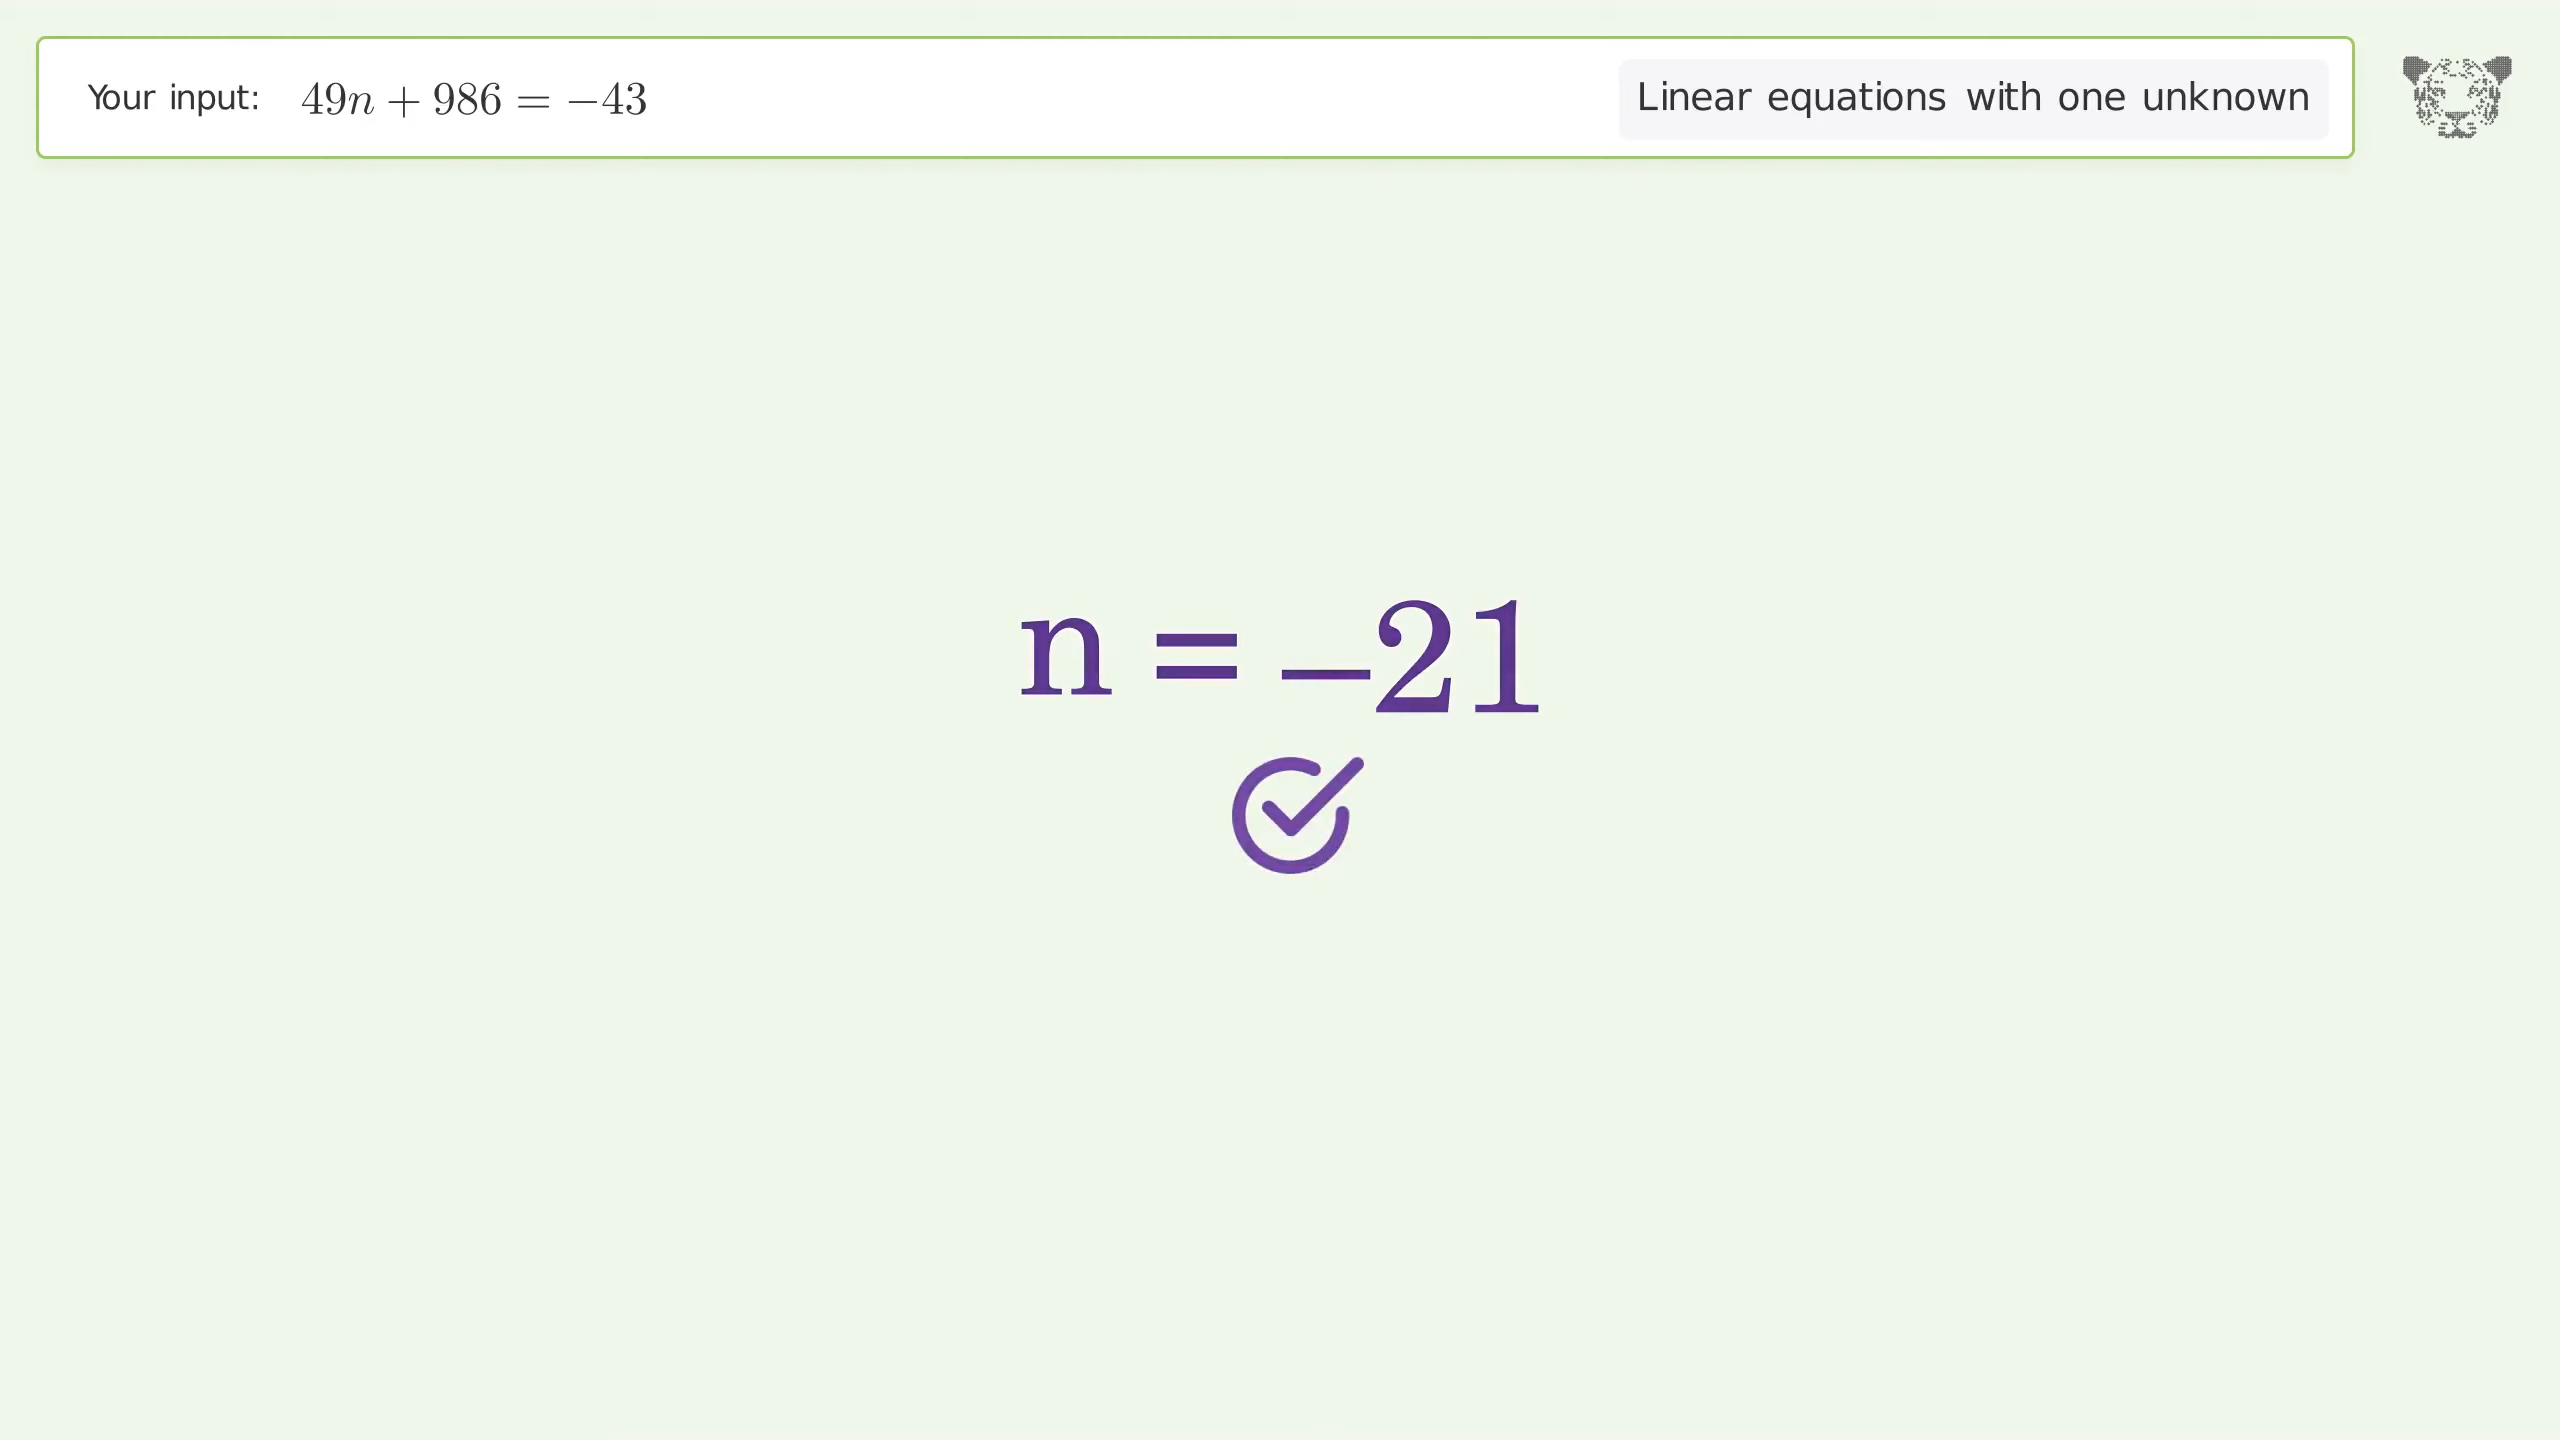 Your input: 49n + 986 = −43
Linear equations with one unknown
n = −21